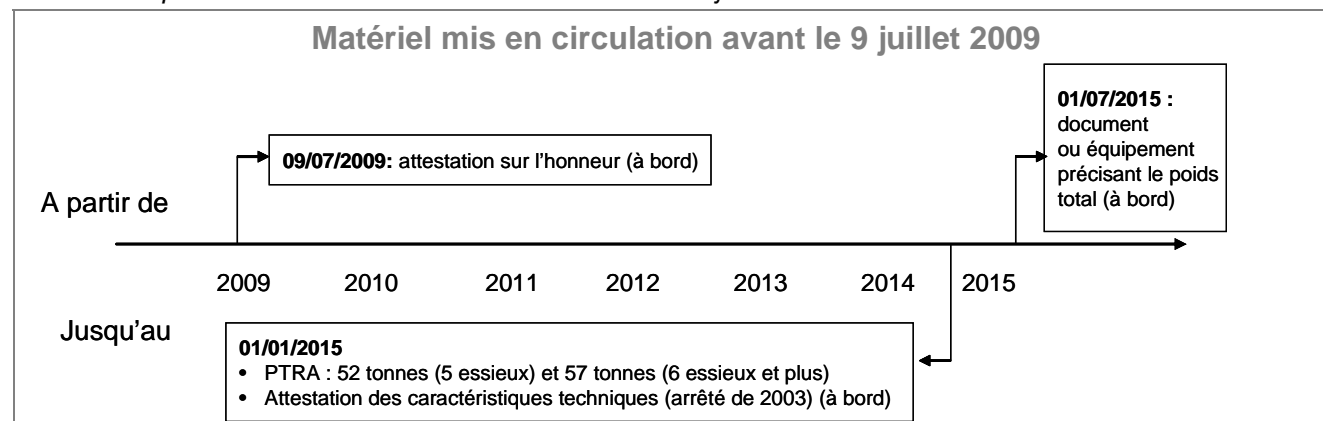 Matériel mis en circulation avant le 9 juillet 2009
01/07/2015 :
document
ou équipement
précisant le poids
total (à bord)
09/07/2009: attestation sur l'honneur (à bord)
A partir de
2009 2010 2011 2012 2013 2014 2015
Jusqu'au
01/01/2015
• PTRA : 52 tonnes (5 essieux) et 57 tonnes (6 essieux et plus)
• Attestation des caractéristiques techniques (arrêté de 2003) (à bord)